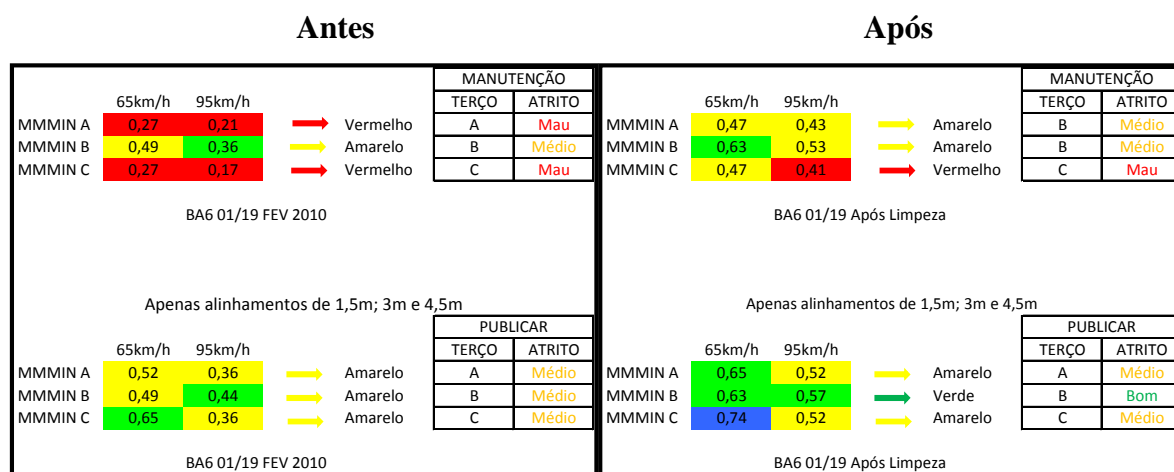 Antes
Após
MANUTENÇÃO
65km/h 95km/h TERÇO ATRITO
MMMIN A 0,27 0,21 Vermelho A Mau
MMMIN B 0,49 0,36 Amarelo B Médio
MMMIN C 0,27 0,17 Vermelho C Mau
BA6 01/19 FEV 2010
Apenas alinhamentos de 1,5m; 3m e 4,5m
PUBLICAR
65km/h 95km/h TERÇO ATRITO
MMMIN A 0,52 0,36 Amarelo A Médio
MMMIN B 0,49 0,44 Amarelo B Médio
MMMIN C 0,65 0,36 Amarelo C Médio
BA6 01/19 FEV 2010
MANUTENÇÃO
65km/h 95km/h TERÇO ATRITO
MMMIN A 0,47 0,43 Amarelo B Médio
MMMIN B 0,63 0,53 Amarelo B Médio
MMMIN C 0,47 0,41 Vermelho C Mau
BA6 01/19 Após Limpeza
Apenas alinhamentos de 1,5m; 3m e 4,5m
PUBLICAR
65km/h 95km/h TERÇO ATRITO
MMMIN A 0,65 0,52 Amarelo A Médio
MMMIN B 0,63 0,57 Verde B Bom
MMMIN C 0,74 0,52 Amarelo C Médio
BA6 01/19 Após Limpeza